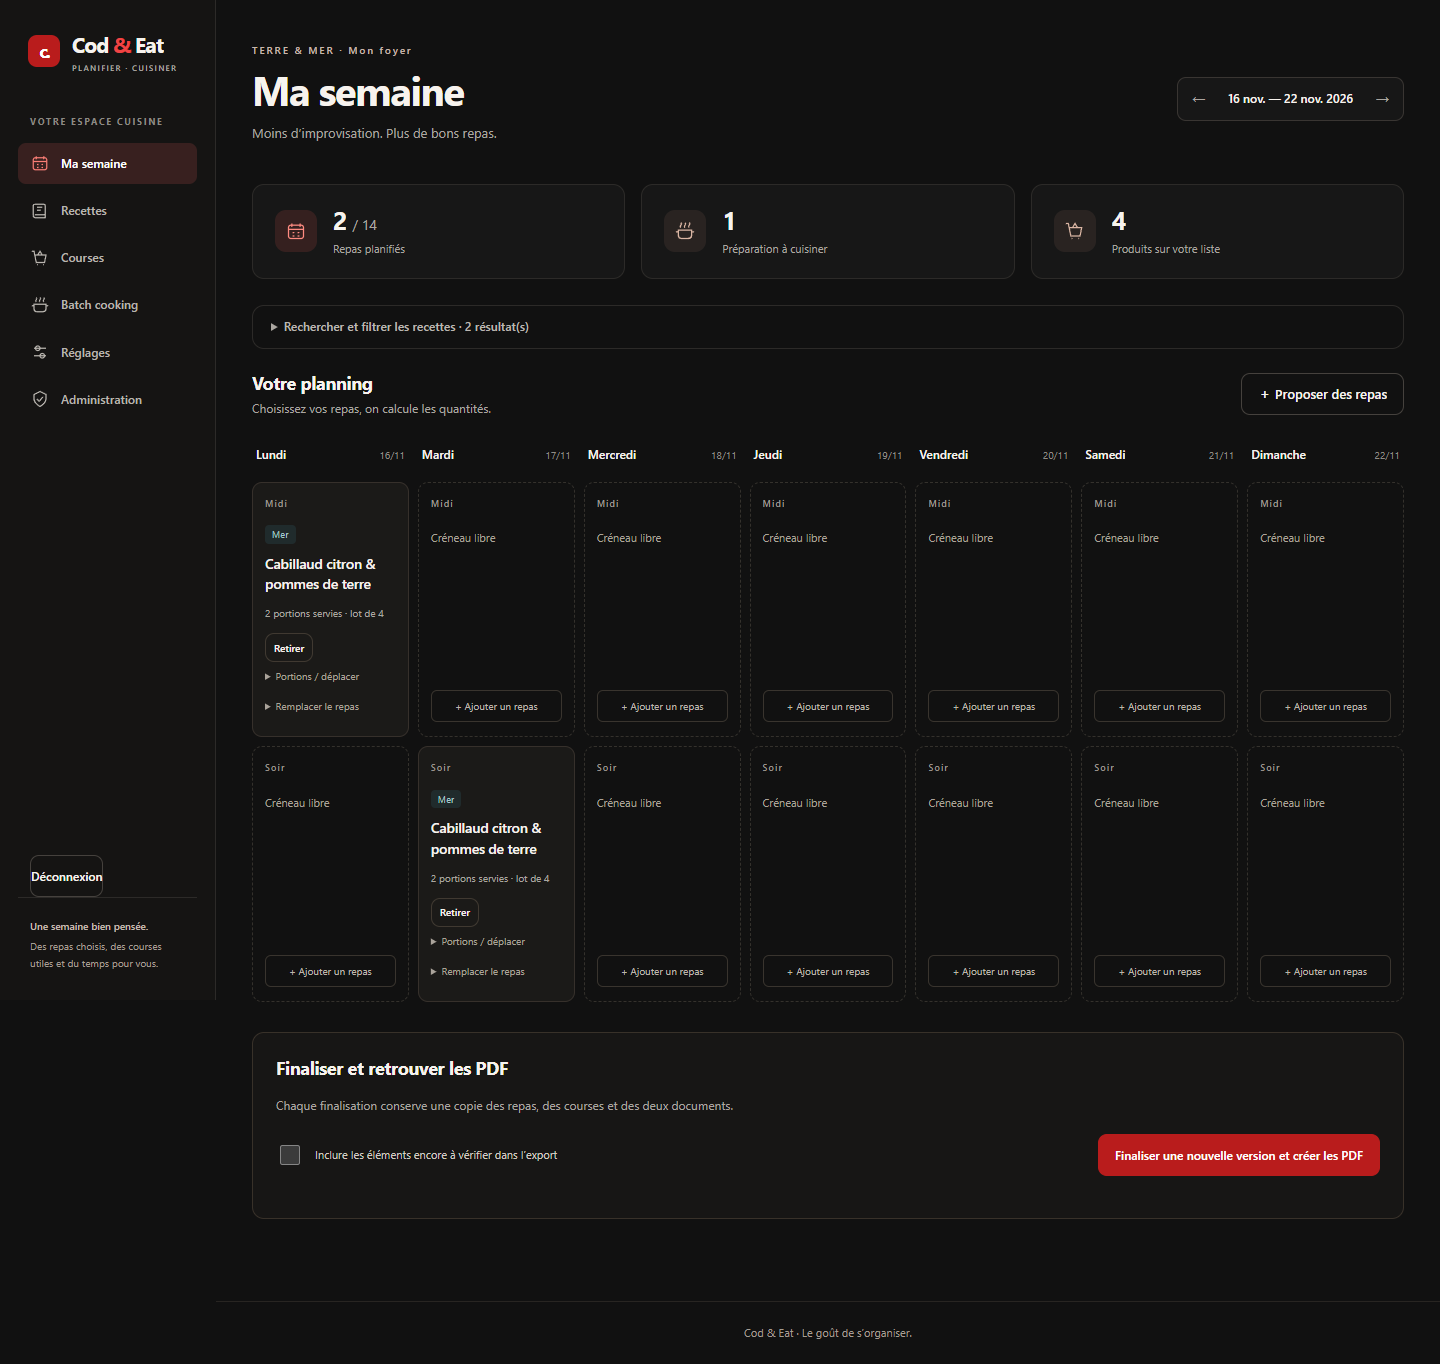 Cod & Eat
PLANIFIER · CUISINER
VOTRE ESPACE CUISINE
Ma semaine
Recettes
Courses
Batch cooking
Réglages
Administration
Déconnexion
Une semaine bien pensée.
Des repas choisis, des courses
utiles et du temps pour vous.
TERRE & MER · Mon foyer
Ma semaine
Moins d’improvisation. Plus de bons repas.
← 16 nov. — 22 nov. 2026 →
2 / 14
Repas planifiés
1
Préparation à cuisiner
4
Produits sur votre liste
Rechercher et filtrer les recettes · 2 résultat(s)
Votre planning
Choisissez vos repas, on calcule les quantités.
+ Proposer des repas
Lundi 16/11
Mardi 17/11
Mercredi 18/11
Jeudi 19/11
Vendredi 20/11
Samedi 21/11
Dimanche 22/11
Midi
Mer
Cabillaud citron &
pommes de terre
2 portions servies · lot de 4
Retirer
Portions / déplacer
Remplacer le repas
Midi
Créneau libre
+ Ajouter un repas
Midi
Créneau libre
+ Ajouter un repas
Midi
Créneau libre
+ Ajouter un repas
Midi
Créneau libre
+ Ajouter un repas
Midi
Créneau libre
+ Ajouter un repas
Midi
Créneau libre
+ Ajouter un repas
Soir
Créneau libre
+ Ajouter un repas
Soir
Mer
Cabillaud citron &
pommes de terre
2 portions servies · lot de 4
Retirer
Portions / déplacer
Remplacer le repas
Soir
Créneau libre
+ Ajouter un repas
Soir
Créneau libre
+ Ajouter un repas
Soir
Créneau libre
+ Ajouter un repas
Soir
Créneau libre
+ Ajouter un repas
Soir
Créneau libre
+ Ajouter un repas
Finaliser et retrouver les PDF
Chaque finalisation conserve une copie des repas, des courses et des deux documents.
Inclure les éléments encore à vérifier dans l’export
Finaliser une nouvelle version et créer les PDF
Cod & Eat · Le goût de s’organiser.